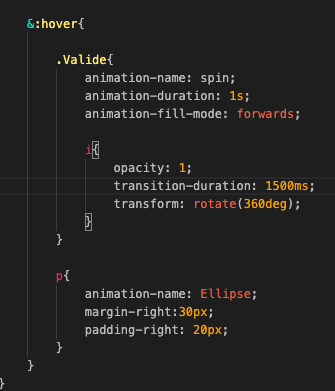 &:hover{
.Valide{
animation-name: spin;
animation-duration: 1s;
animation-fill-mode: forwards;
i{
opacity: 1;
transition-duration: 1500ms;
transform: rotate(360deg);
}
}
p{
animation-name: Ellipse;
margin-right:30px;
padding-right: 20px;
}
}
}